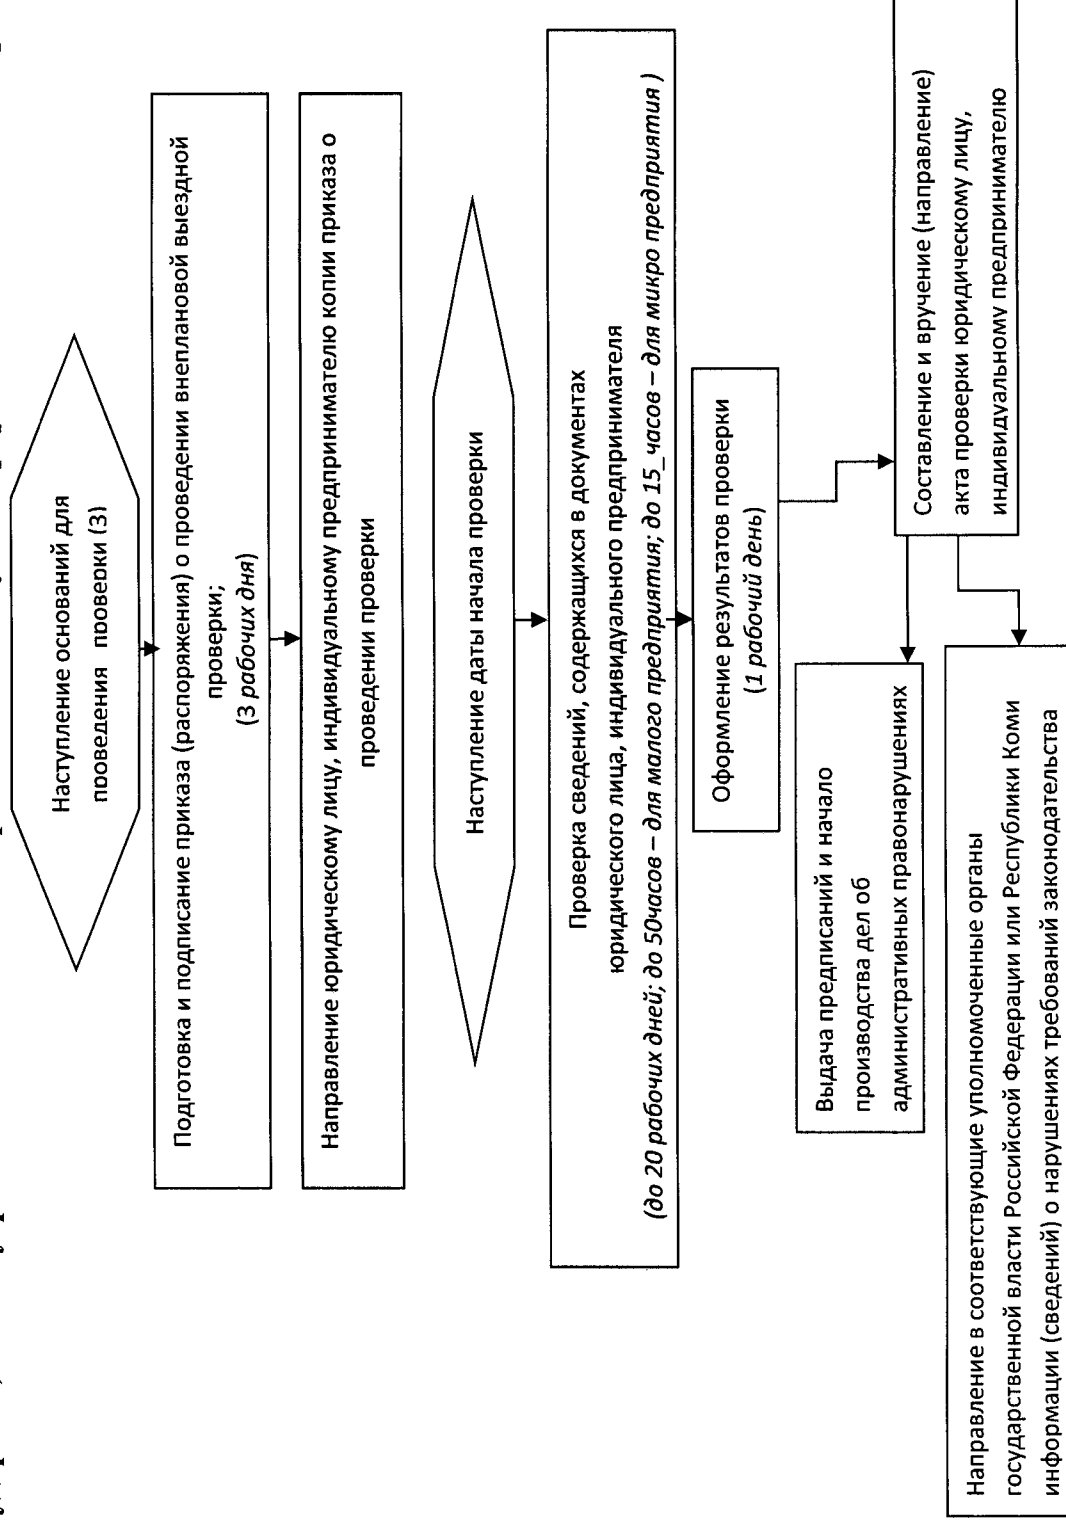 Наступление оснований для
проведения проверки (3)
Подготовка и подписание приказа (распоряжения) о проведении внеплановой выездной
проверки;
(3 рабочих дня)
Направление юридическому лицу, индивидуальному предпринимателю копии приказа о
проведении проверки
Наступление даты начала проверки
Проверка сведений, содержащихся в документах
юридического лица, индивидуального предпринимателя
(до 20 рабочих дней; до 50часов – для малого предприятия; до 15_часов – для микро предприятия )
Оформление результатов проверки
(1 рабочий день)
Составление и вручение (направление)
акта проверки юридическому лицу,
индивидуальному предпринимателю
Выдача предписаний и начало
производства дел об
административных правонарушениях
Направление в соответствующие уполномоченные органы
государственной власти Российской Федерации или Республики Коми
информации (сведений) о нарушениях требований законодательства